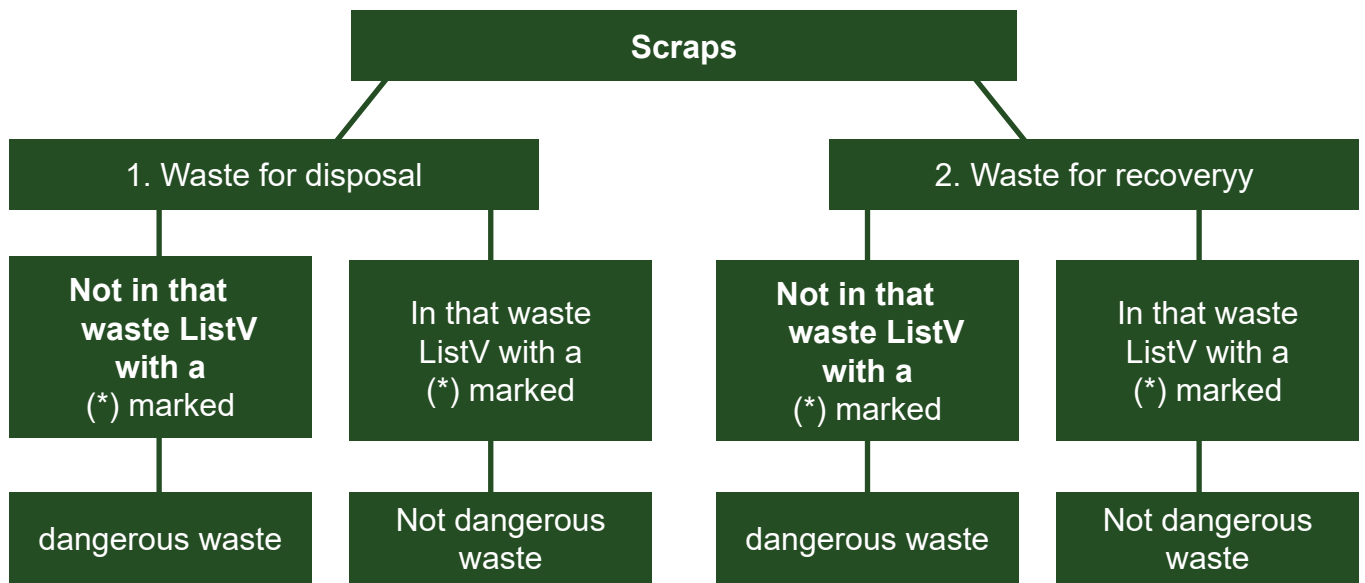 Scraps
1. Waste for disposal
2. Waste for recoveryy
Not in that
waste ListV
with a
(*) marked
In that waste
ListV with a
(*) marked
Not in that
waste ListV
with a
(*) marked
In that waste
ListV with a
(*) marked
dangerous waste
Not dangerous
waste
dangerous waste
Not dangerous
waste